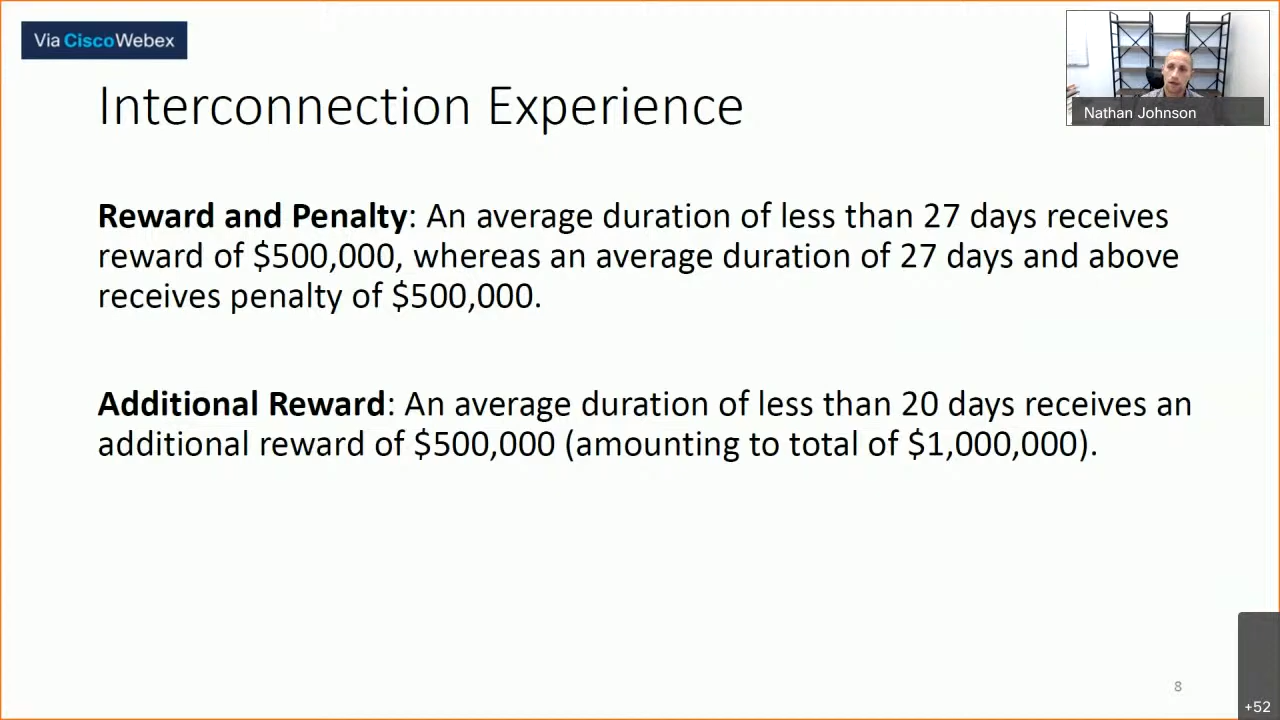 Via Cisco Webex
Nathan Johnson
Interconnection Experience
Reward and Penalty: An average duration of less than 27 days receives
reward of $500,000, whereas an average duration of 27 days and above
receives penalty of $500,000.
Additional Reward: An average duration of less than 20 days receives an
additional reward of $500,000 (amounting to total of $1,000,000).
8
+52